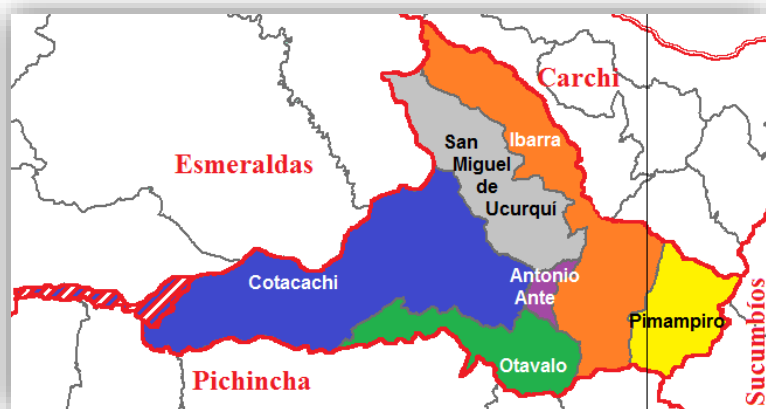 Carchi
Ibarra
San
Miguel
de
Ucurquí
Esmeraldas
Cotacachi
Antonio
Ante
Pimampiro
Otavalo
Pichincha
Sucumbíos